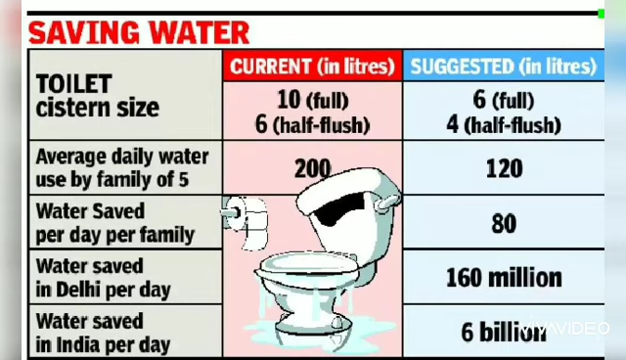 SAVING WATER
CURRENT (in litres) SUGGESTED (in litres)
TOILET
cistern size
10 (full)
6 (half-flush)
6 (full)
4 (half-flush)
Average daily water
use by family of 5
200
120
Water Saved
per day per family
80
Water saved
in Delhi per day
160 million
Water saved
in India per day
6 billion
VIVAVIDEO